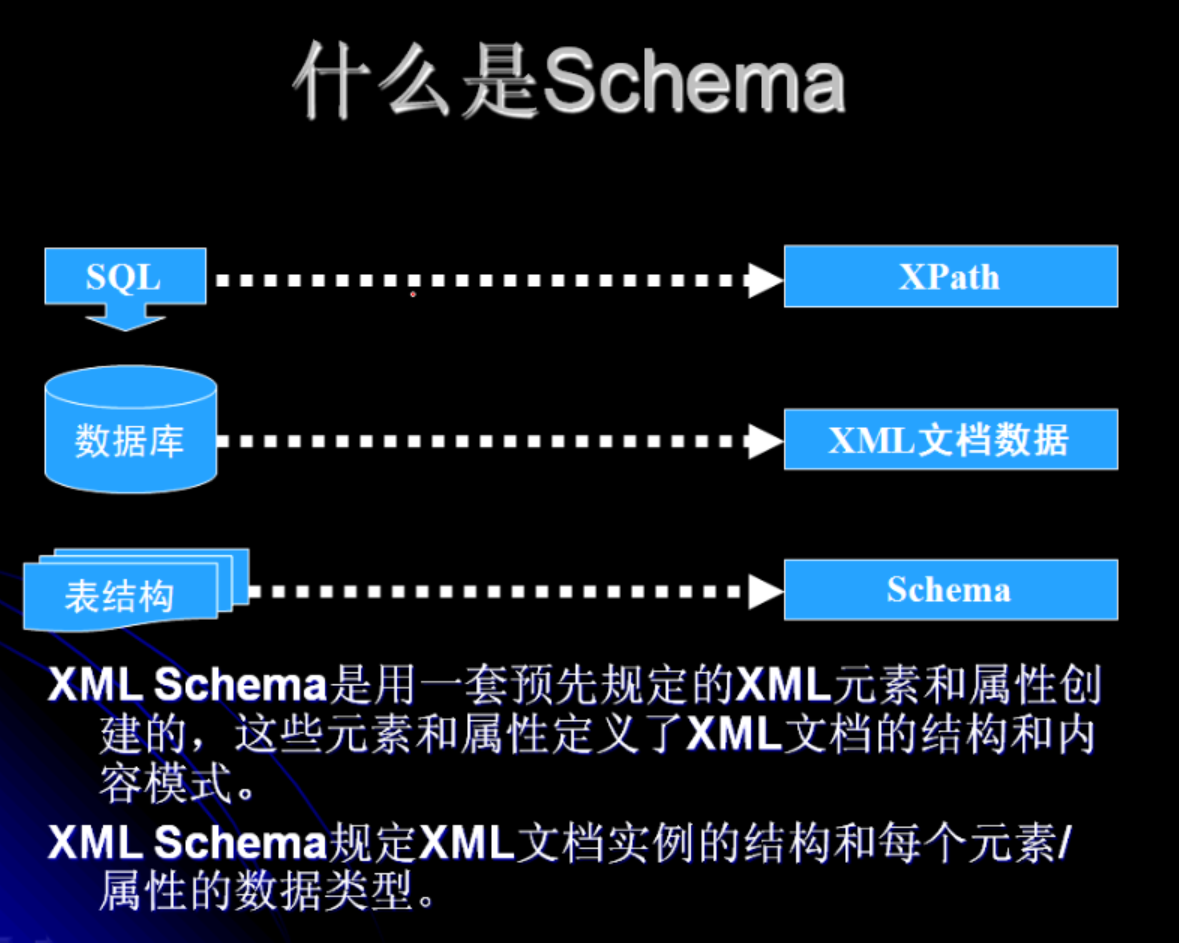 什么是Schema
SQL
XPath
数据库
XML文档数据
表结构
Schema
XML Schema是用一套预先规定的XML元素和属性创
建的，这些元素和属性定义了XML文档的结构和内
容模式。
XML Schema规定XML文档实例的结构和每个元素/
属性的数据类型。